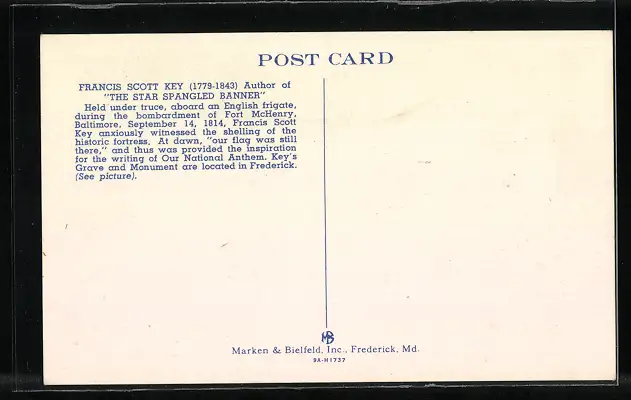 POST CARD
FRANCIS SCOTT KEY (1779-1843) Author of
"THE STAR SPANGLED BANNER"
Held under truce, aboard an English frigate,
during the bombardment of Fort McHenry,
Baltimore, September 14, 1814, Francis Scott
Key anxiously witnessed the shelling of the
historic fortress. At dawn, "our flag was still
there," and thus was provided the inspiration
for the writing of Our National Anthem. Key's
Grave and Monument are located in Frederick.
(See picture).
MB
Marken & Bielfeld, Inc., Frederick, Md.
9A-H1737